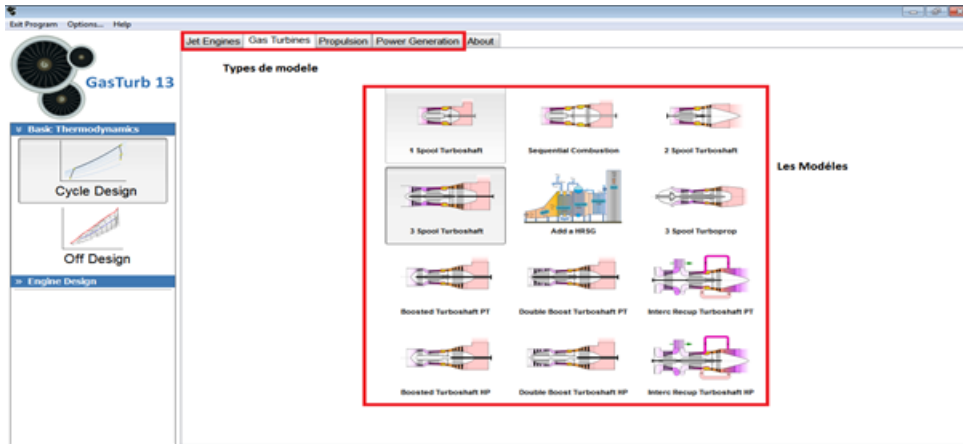 Exit Program Options... Help
Jet Engines Gas Turbines Propulsion Power Generation About
Types de modele
GasTurb 13
Basic Thermodynamics
Cycle Design
Off Design
Engine Design
1 Spool Turboshaft Sequential Combustion 2 Spool Turboshaft
Les Modéles
3 Spool Turboshaft Add a HRSG 3 Spool Turboprop
Boosted Turboshaft PT Double Boost Turboshaft PT Interc Recup Turboshaft PT
Boosted Turboshaft HP Double Boost Turboshaft HP Interc Recup Turboshaft HP